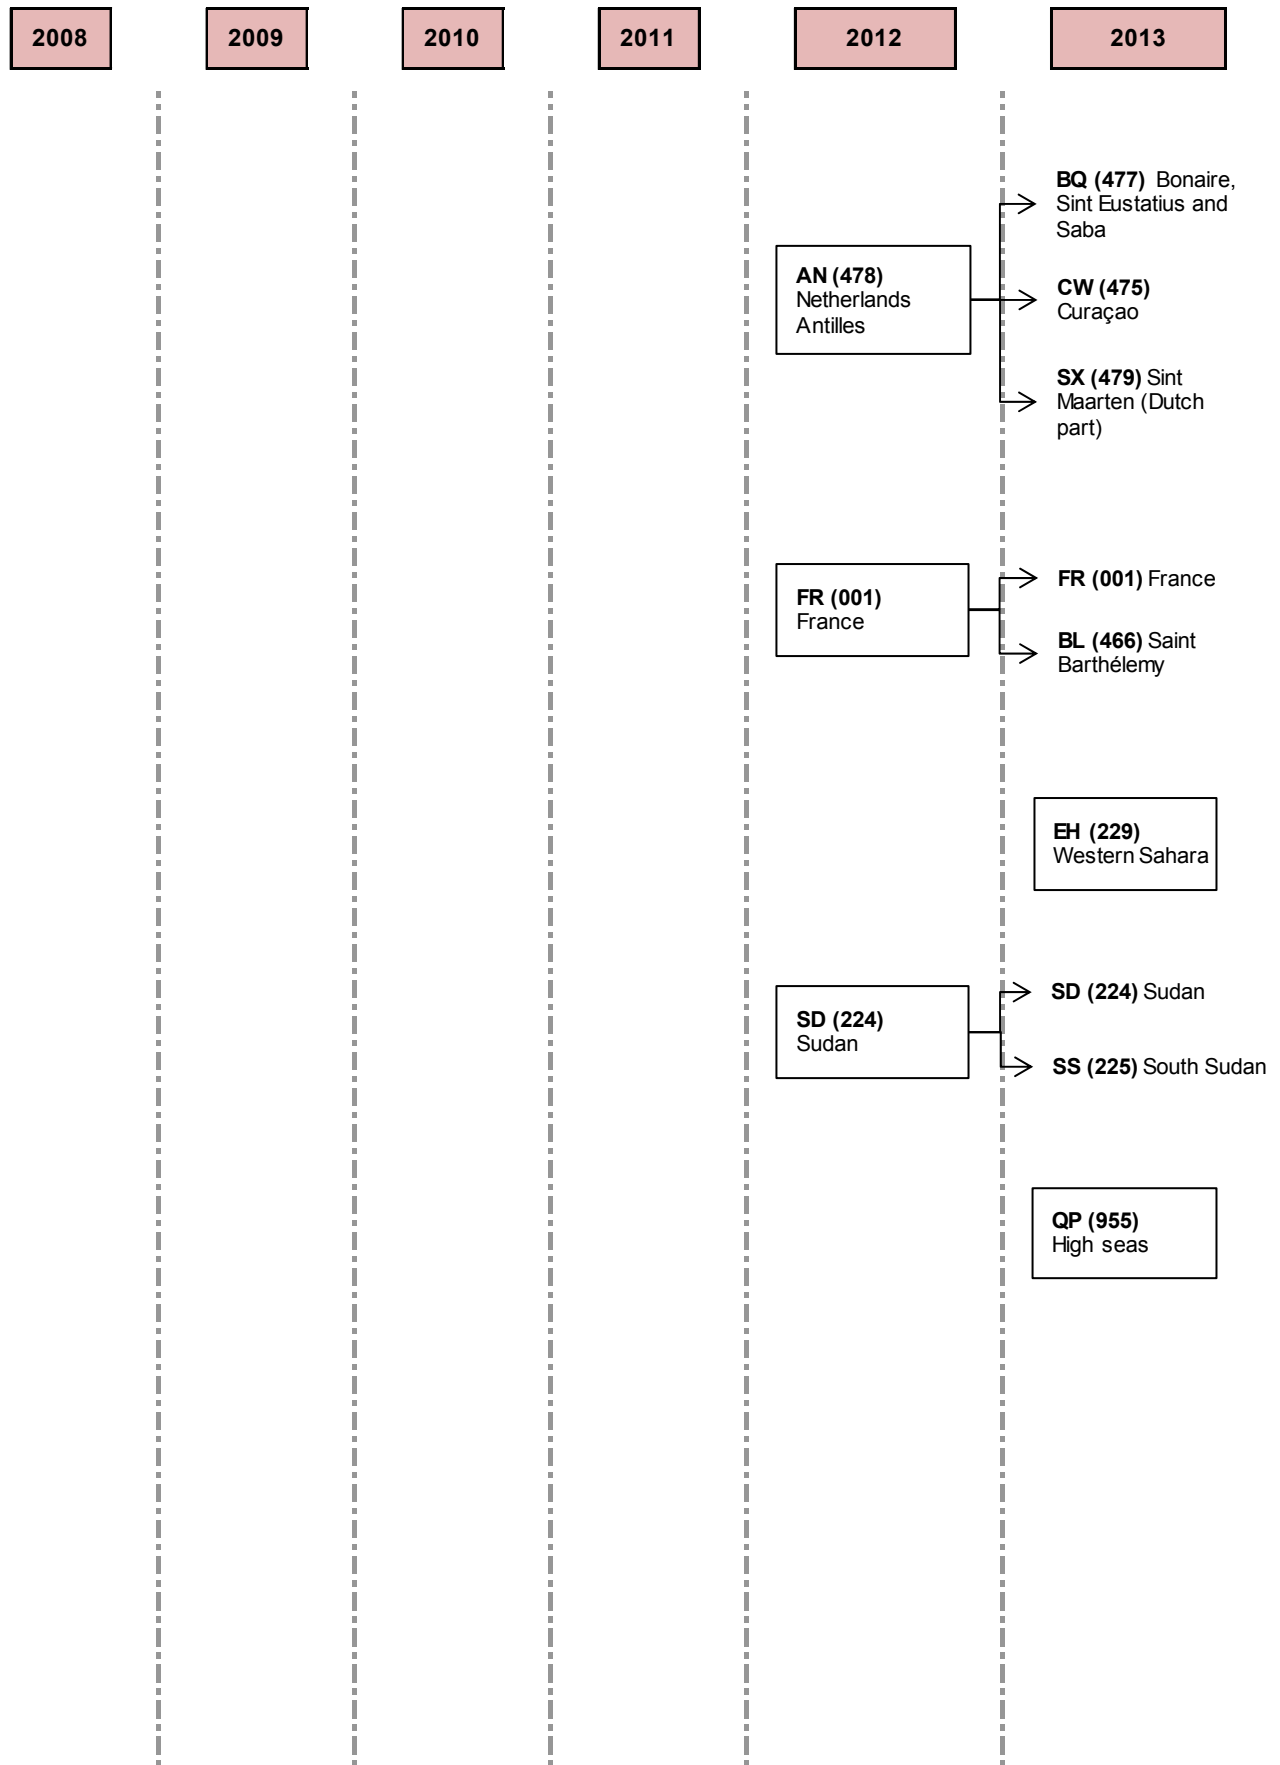 2008 2009 2010 2011 2012 2013
BQ (477) Bonaire,
Sint Eustatius and
Saba
AN (478)
Netherlands
Antilles
CW (475)
Curaçao
SX (479) Sint
Maarten (Dutch
part)
FR (001)
France
FR (001) France
BL (466) Saint
Barthélemy
EH (229)
Western Sahara
SD (224)
Sudan
SD (224) Sudan
SS (225) South Sudan
QP (955)
High seas